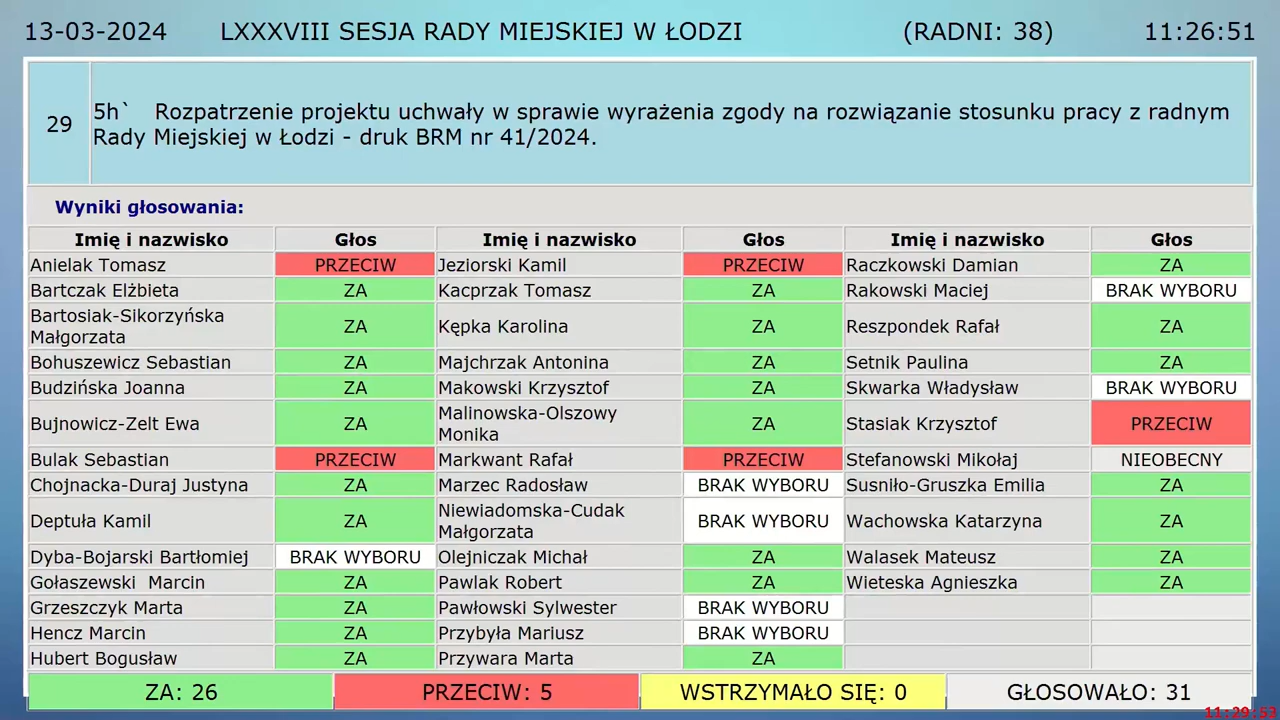 13-03-2024 LXXXVIII SESJA RADY MIEJSKIEJ W ŁODZI (RADNI: 38) 11:26:51
29 5h` Rozpatrzenie projektu uchwały w sprawie wyrażenia zgody na rozwiązanie stosunku pracy z radnym
Rady Miejskiej w Łodzi - druk BRM nr 41/2024.
Wyniki głosowania:
Imię i nazwisko Głos Imię i nazwisko Głos Imię i nazwisko Głos
Anielak Tomasz PRZECIW Jeziorski Kamil PRZECIW Raczkowski Damian ZA
Bartczak Elżbieta ZA Kacprzak Tomasz ZA Rakowski Maciej BRAK WYBORU
Bartosiak-Sikorzyńska
Małgorzata ZA Kępka Karolina ZA Reszpondek Rafał ZA
Bohuszewicz Sebastian ZA Majchrzak Antonina ZA Setnik Paulina ZA
Budzińska Joanna ZA Makowski Krzysztof ZA Skwarka Władysław BRAK WYBORU
Bujnowicz-Zelt Ewa ZA Malinowska-Olszowy
Monika ZA Stasiak Krzysztof PRZECIW
Bulak Sebastian PRZECIW Markwant Rafał PRZECIW Stefanowski Mikołaj NIEOBECNY
Chojnacka-Duraj Justyna ZA Marzec Radosław BRAK WYBORU Susniło-Gruszka Emilia ZA
Deptuła Kamil ZA Niewiadomska-Cudak
Małgorzata BRAK WYBORU Wachowska Katarzyna ZA
Dyba-Bojarski Bartłomiej BRAK WYBORU Olejniczak Michał ZA Walasek Mateusz ZA
Gołaszewski  Marcin ZA Pawlak Robert ZA Wieteska Agnieszka ZA
Grzeszczyk Marta ZA Pawłowski Sylwester BRAK WYBORU
Hencz Marcin ZA Przybyła Mariusz BRAK WYBORU
Hubert Bogusław ZA Przywara Marta ZA
ZA: 26 PRZECIW: 5 WSTRZYMAŁO SIĘ: 0 GŁOSOWAŁO: 31
11:29:53